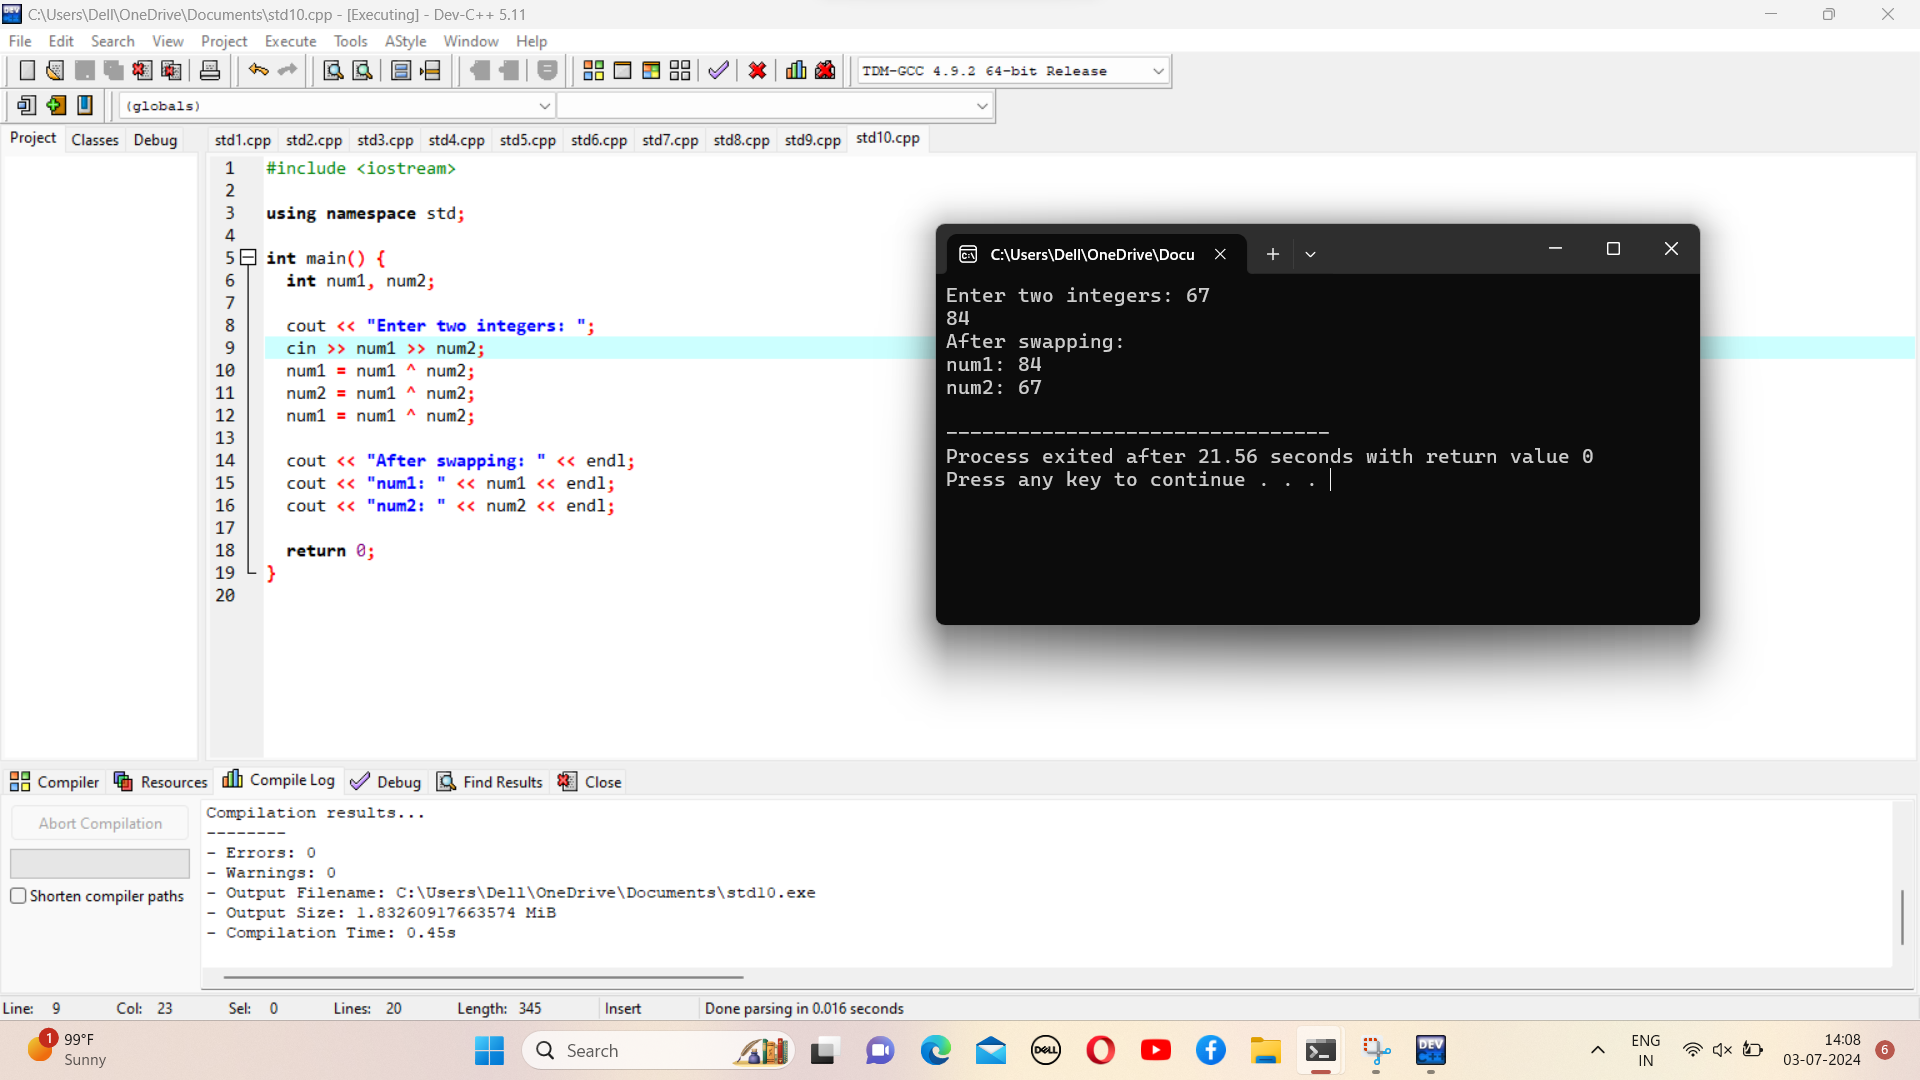 C:\Users\Dell\OneDrive\Documents\std10.cpp - [Executing] - Dev-C++ 5.11
File Edit Search View Project Execute Tools AStyle Window Help
TDM-GCC 4.9.2 64-bit Release
(globals)
Project Classes Debug
std1.cpp std2.cpp std3.cpp std4.cpp std5.cpp std6.cpp std7.cpp std8.cpp std9.cpp std10.cpp
1 #include <iostream>
2
3 using namespace std;
4
5 int main() {
6 int num1, num2;
7
8 cout << "Enter two integers: ";
9 cin >> num1 >> num2;
10 num1 = num1 ^ num2;
11 num2 = num1 ^ num2;
12 num1 = num1 ^ num2;
13
14 cout << "After swapping: " << endl;
15 cout << "num1: " << num1 << endl;
16 cout << "num2: " << num2 << endl;
17
18 return 0;
19 }
20
C:\Users\Dell\OneDrive\Docu
Enter two integers: 67
84
After swapping:
num1: 84
num2: 67
--------------------------------
Process exited after 21.56 seconds with return value 0
Press any key to continue . . .
Compiler Resources Compile Log Debug Find Results Close
Abort Compilation
Shorten compiler paths
Compilation results...
--------
- Errors: 0
- Warnings: 0
- Output Filename: C:\Users\Dell\OneDrive\Documents\std10.exe
- Output Size: 1.83260917663574 MiB
- Compilation Time: 0.45s
Line: 9 Col: 23 Sel: 0 Lines: 20 Length: 345 Insert Done parsing in 0.016 seconds
1
99°F
Sunny
Search
DELL
DEV
C++
ENG
IN
14:08
03-07-2024
6